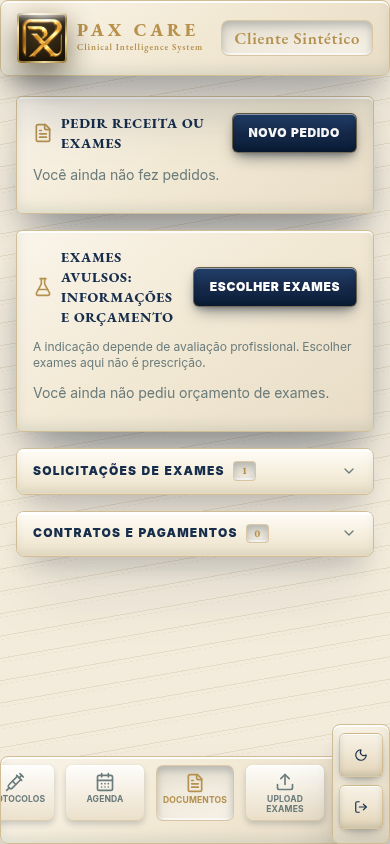 PAX CARE
Clinical Intelligence System
Cliente Sintético
PEDIR RECEITA OU
EXAMES
NOVO PEDIDO
Você ainda não fez pedidos.
EXAMES
AVULSOS:
INFORMAÇÕES
E ORÇAMENTO
ESCOLHER EXAMES
A indicação depende de avaliação profissional. Escolher
exames aqui não é prescrição.
Você ainda não pediu orçamento de exames.
SOLICITAÇÕES DE EXAMES 1
CONTRATOS E PAGAMENTOS 0
OTOCOLOS
AGENDA
DOCUMENTOS
UPLOAD
EXAMES